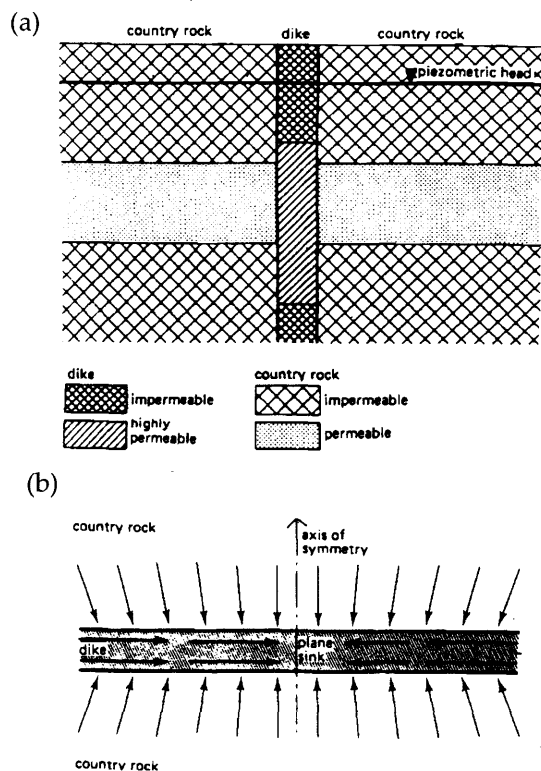 (a)
country rock dike country rock
piezometric head
dike
impermeable
highly
permeable
country rock
impermeable
permeable
(b)
country rock
axis of
symmetry
dike
plane
sink
country rock